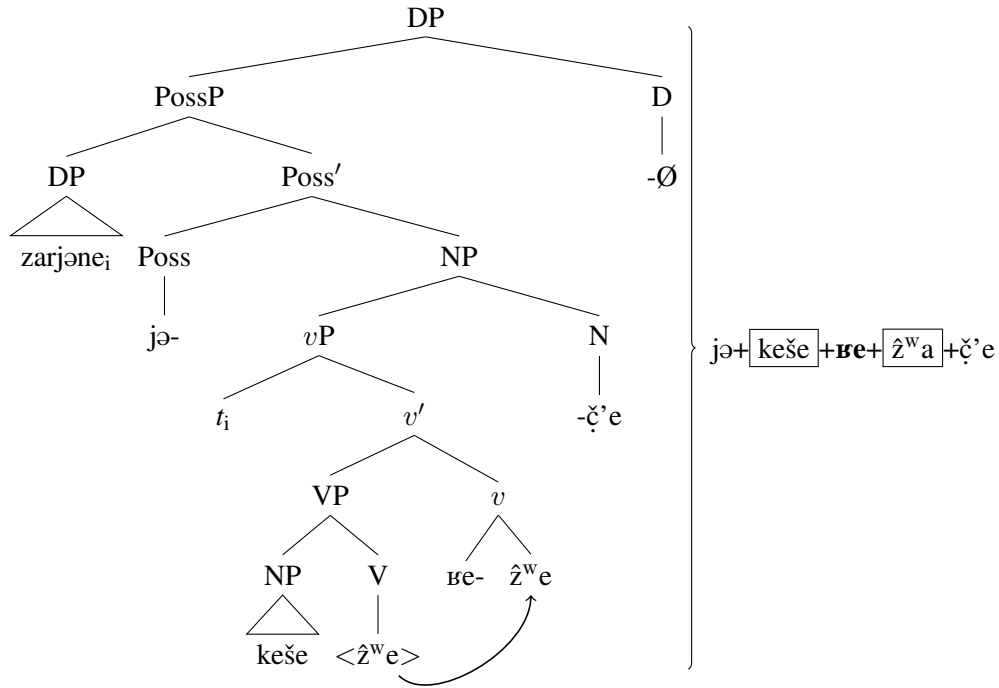 DP
PossP D
DP Poss′ -Ø
zarjəneᵢ Poss NP
jə- vP N
jə+keše+ʁe+ẑʷa+č̣’e
tᵢ v′ -č̣’e
VP v
NP V ʁe- ẑʷe
keše <ẑʷe>